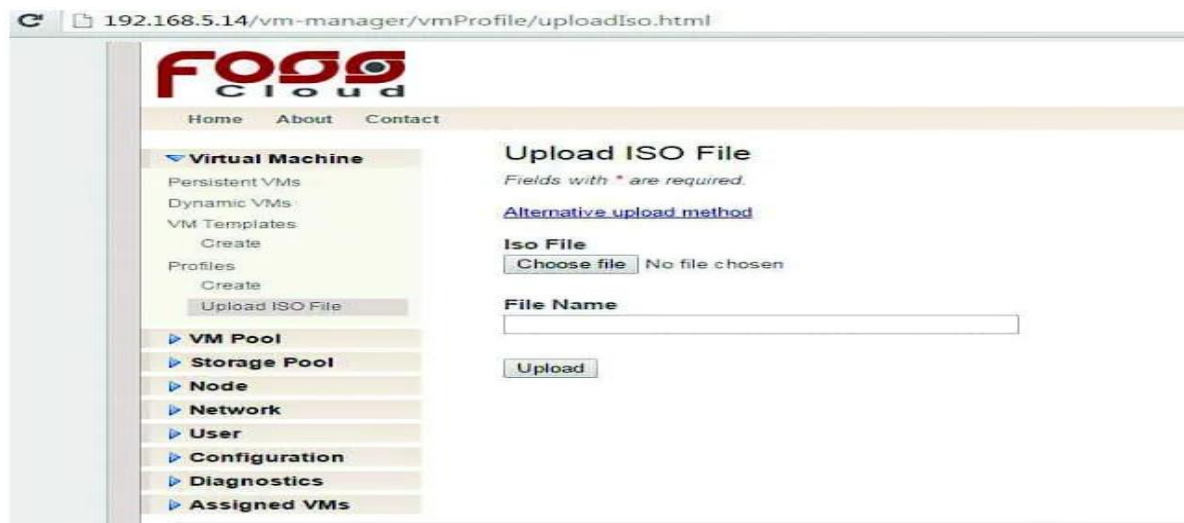 192.168.5.14/vm-manager/vmProfile/uploadIso.html
FOSS
Cloud
Home About Contact
Virtual Machine
Persistent VMs
Dynamic VMs
VM Templates
Create
Profiles
Create
Upload ISO File
VM Pool
Storage Pool
Node
Network
User
Configuration
Diagnostics
Assigned VMs
Upload ISO File
Fields with * are required.
Alternative upload method
Iso File
Choose file No file chosen
File Name
Upload